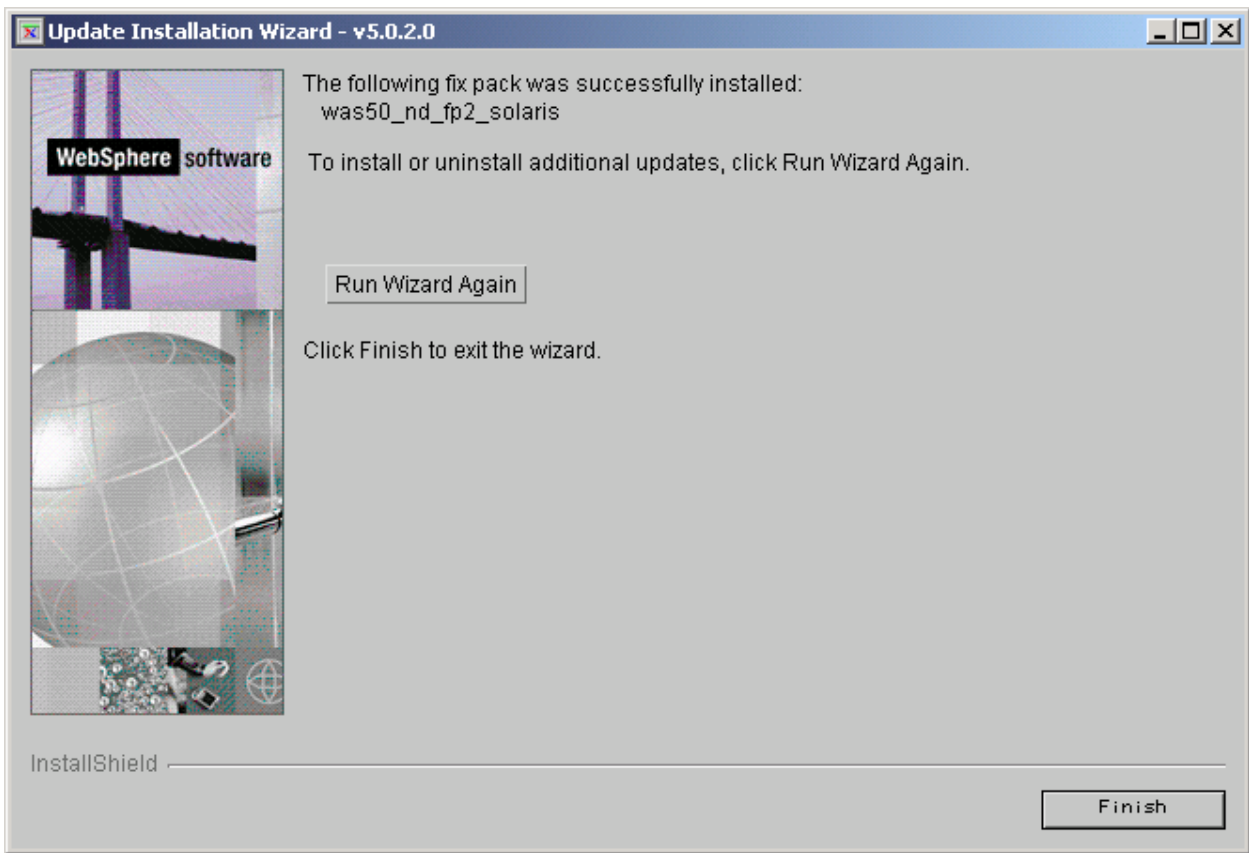 Update Installation Wizard - v5.0.2.0
The following fix pack was successfully installed:
was50_nd_fp2_solaris
WebSphere software
To install or uninstall additional updates, click Run Wizard Again.
Run Wizard Again
Click Finish to exit the wizard.
InstallShield
Finish